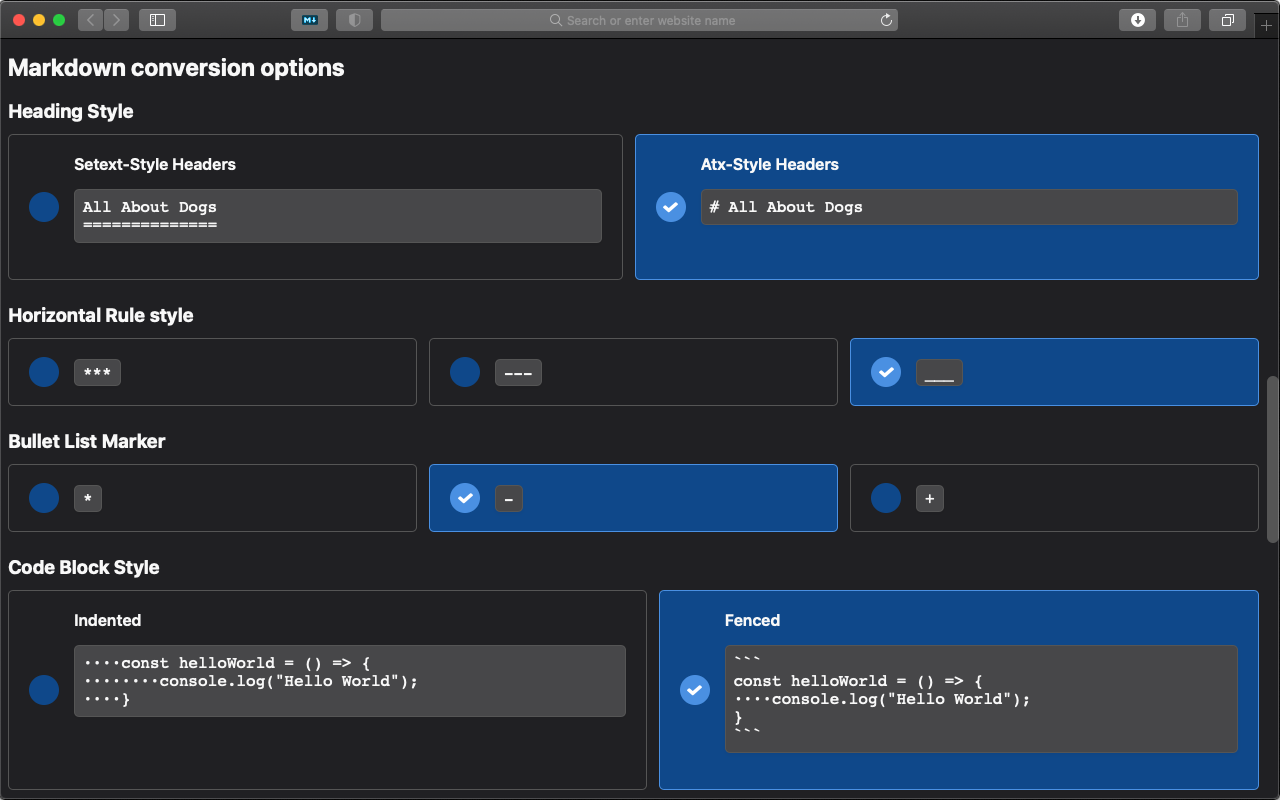 M↓
Search or enter website name
Markdown conversion options
Heading Style
Setext-Style Headers
All About Dogs
==============
Atx-Style Headers
# All About Dogs
Horizontal Rule style
***
---
___
Bullet List Marker
*
-
+
Code Block Style
Indented
····const helloWorld = () => {
········console.log("Hello World");
····}
Fenced
```
const helloWorld = () => {
····console.log("Hello World");
}
```